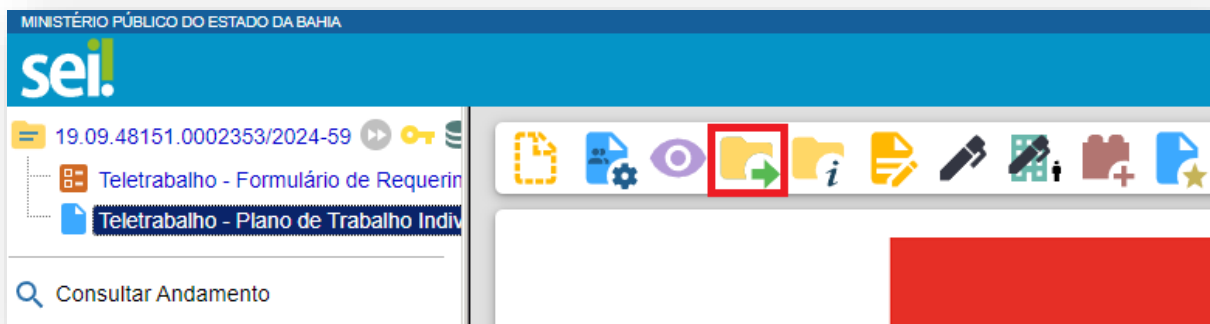 MINISTÉRIO PÚBLICO DO ESTADO DA BAHIA
sei!
19.09.48151.0002353/2024-59
Teletrabalho - Formulário de Requerin
Teletrabalho - Plano de Trabalho Indiv
Consultar Andamento